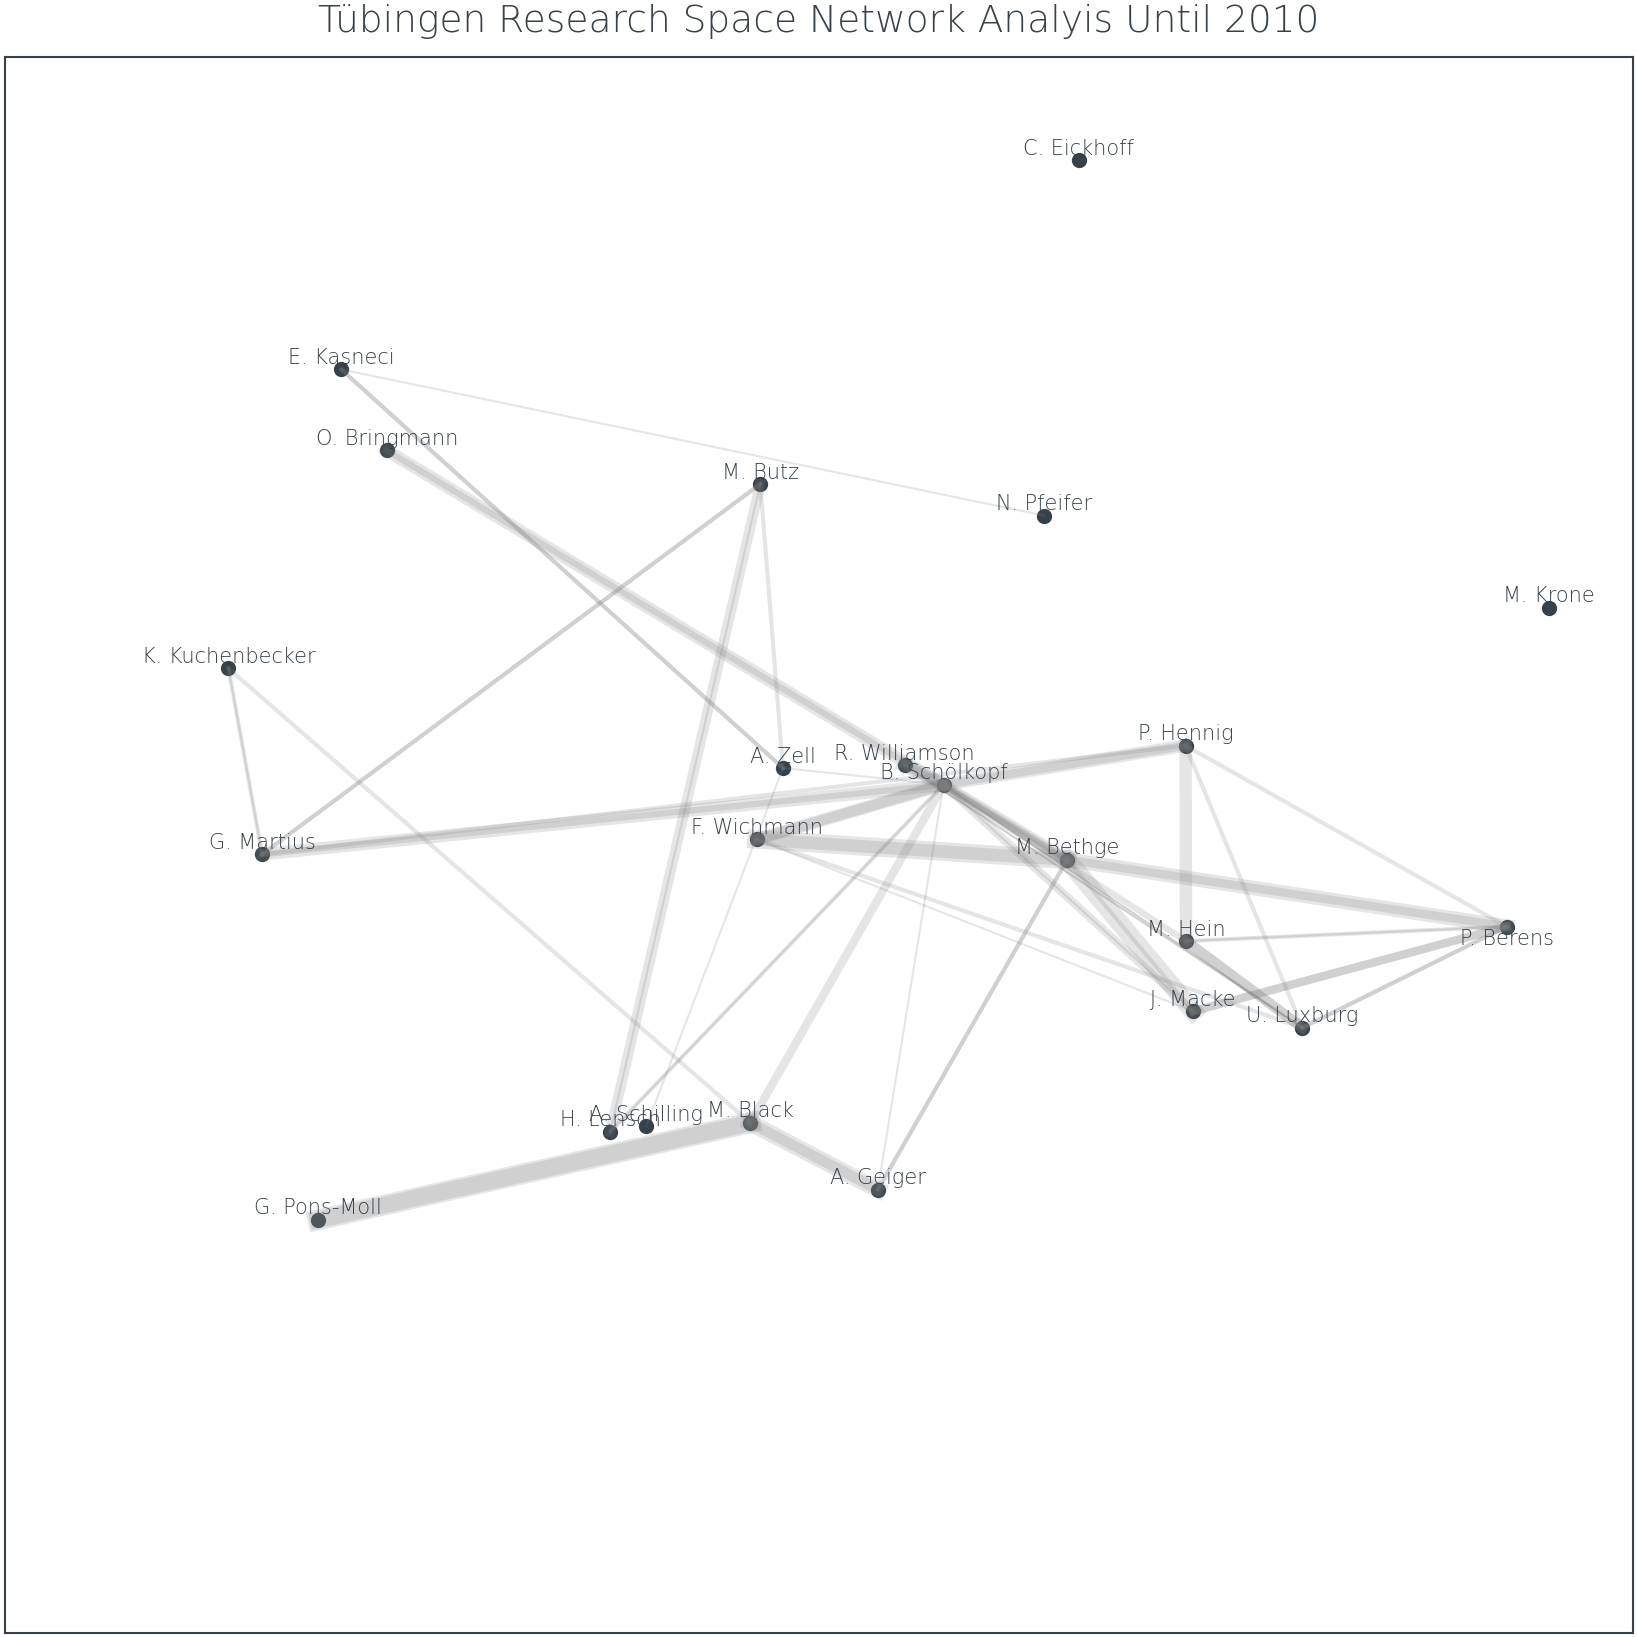 Tübingen Research Space Network Analyis Until 2010
C. Eickhoff
E. Kasneci
O. Bringmann
M. Butz
N. Pfeifer
M. Krone
K. Kuchenbecker
P. Hennig
R. Williamson
A. Zell
B. Schölkopf
F. Wichmann
G. Martius
M. Bethge
M. Hein
P. Berens
J. Macke
U. Luxburg
M. Black
A. Schilling
H. Lensch
A. Geiger
G. Pons-Moll